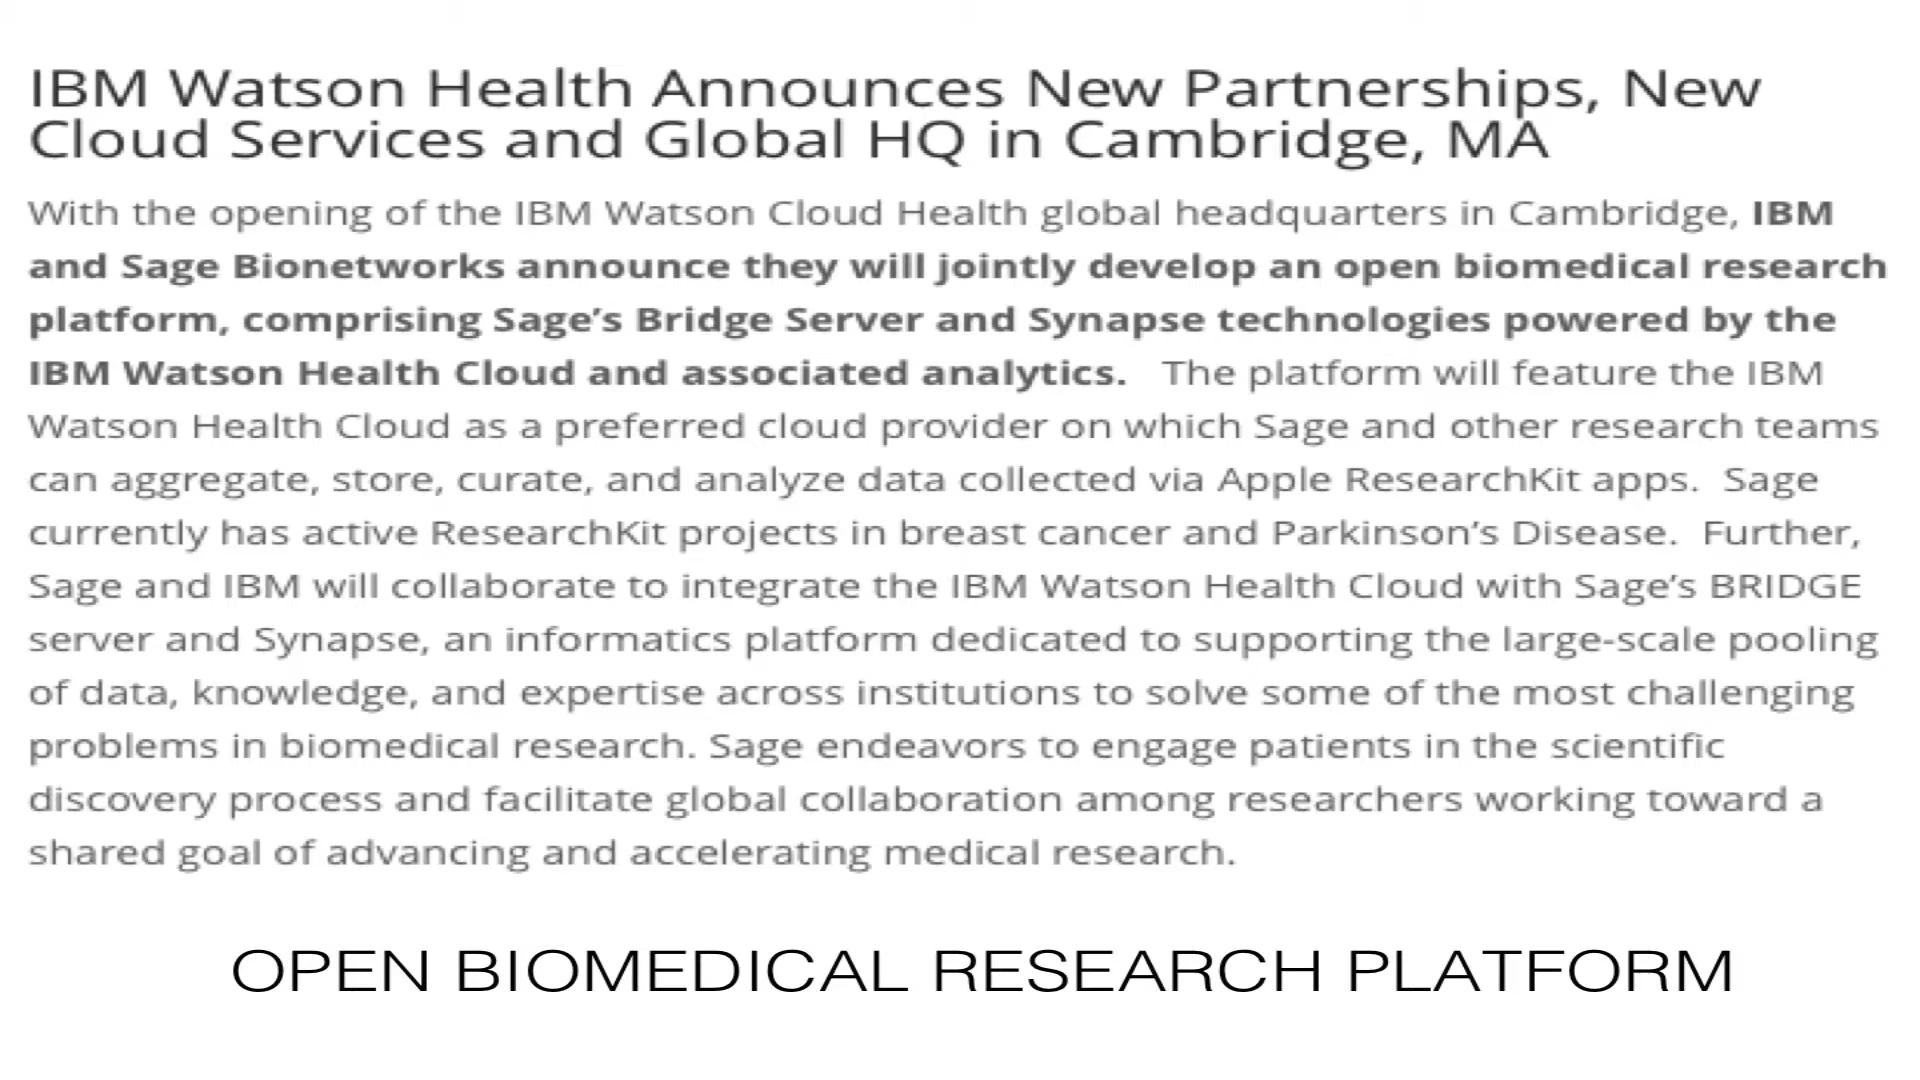 IBM Watson Health Announces New Partnerships, New
Cloud Services and Global HQ in Cambridge, MA
With the opening of the IBM Watson Cloud Health global headquarters in Cambridge, IBM
and Sage Bionetworks announce they will jointly develop an open biomedical research
platform, comprising Sage’s Bridge Server and Synapse technologies powered by the
IBM Watson Health Cloud and associated analytics.   The platform will feature the IBM
Watson Health Cloud as a preferred cloud provider on which Sage and other research teams
can aggregate, store, curate, and analyze data collected via Apple ResearchKit apps.  Sage
currently has active ResearchKit projects in breast cancer and Parkinson’s Disease.  Further,
Sage and IBM will collaborate to integrate the IBM Watson Health Cloud with Sage’s BRIDGE
server and Synapse, an informatics platform dedicated to supporting the large-scale pooling
of data, knowledge, and expertise across institutions to solve some of the most challenging
problems in biomedical research. Sage endeavors to engage patients in the scientific
discovery process and facilitate global collaboration among researchers working toward a
shared goal of advancing and accelerating medical research.
OPEN BIOMEDICAL RESEARCH PLATFORM